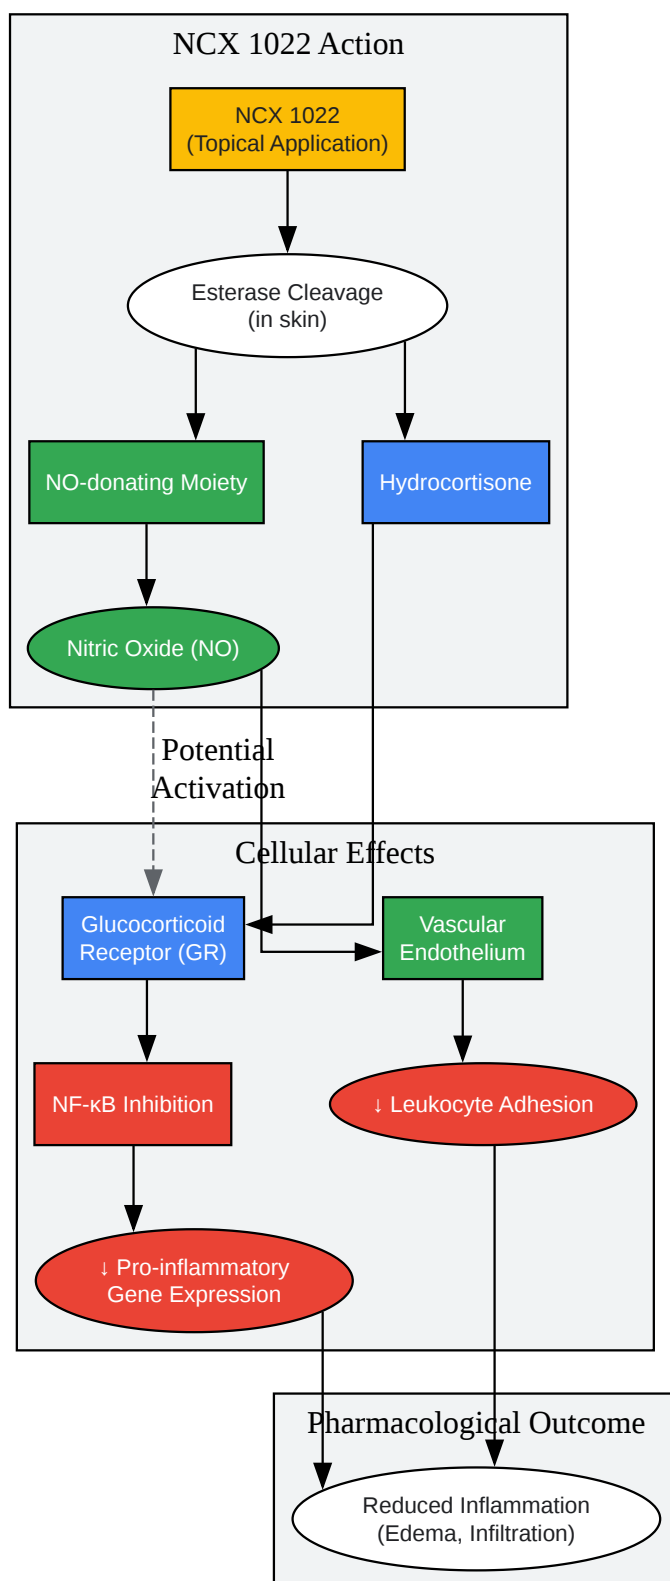 NCX 1022 Action
NCX 1022
(Topical Application)
Esterase Cleavage
(in skin)
NO-donating Moiety
Hydrocortisone
Nitric Oxide (NO)
Potential
Activation
Cellular Effects
Glucocorticoid
Receptor (GR)
Vascular
Endothelium
NF-κB Inhibition
↓ Leukocyte Adhesion
↓ Pro-inflammatory
Gene Expression
Pharmacological Outcome
Reduced Inflammation
(Edema, Infiltration)